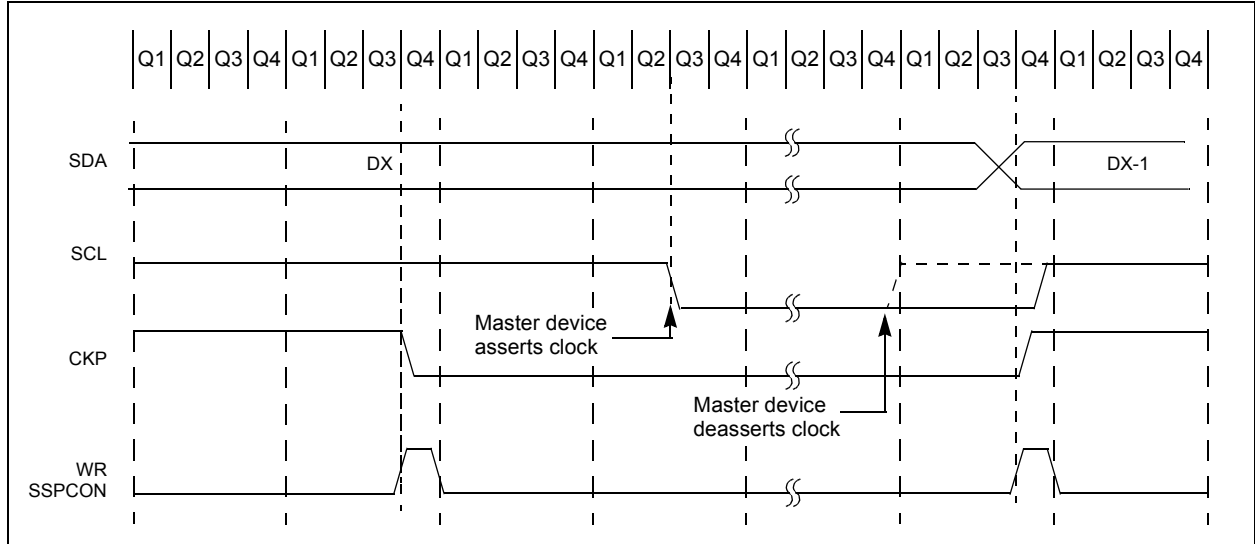 Q1 Q2 Q3 Q4 Q1 Q2 Q3 Q4 Q1 Q2 Q3 Q4 Q1 Q2 Q3 Q4 Q1 Q2 Q3 Q4 Q1 Q2 Q3 Q4 Q1 Q2 Q3 Q4
SDA DX DX-1
SCL
Master device
asserts clock
CKP
Master device
deasserts clock
WR
SSPCON